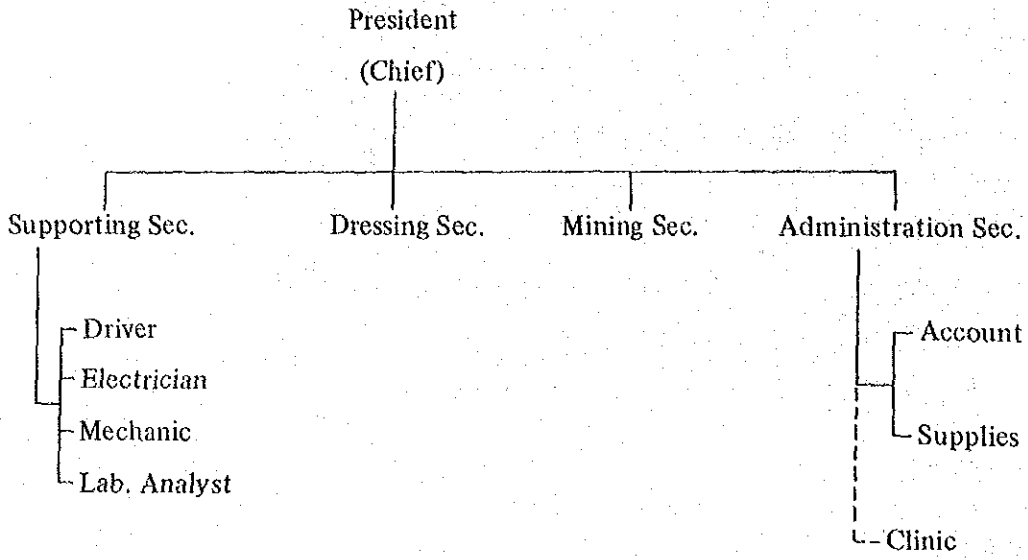 President
(Chief)
Supporting Sec.
Dressing Sec.
Mining Sec.
Administration Sec.
Driver
Electrician
Mechanic
Lab. Analyst
Account
Supplies
Clinic